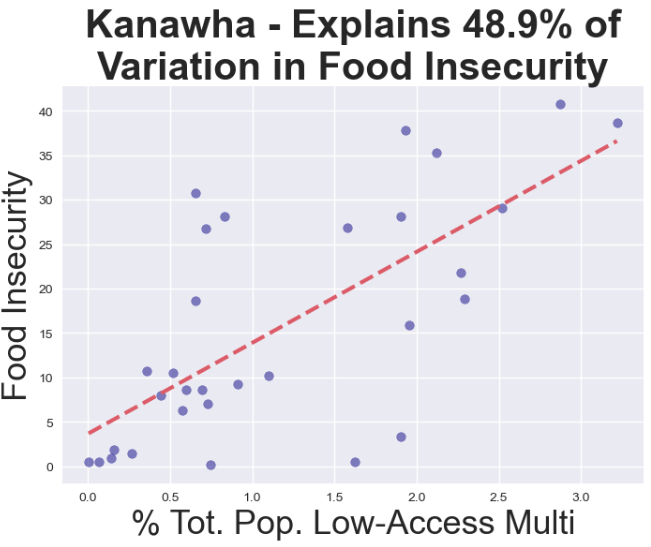 Kanawha - Explains 48.9% of
Variation in Food Insecurity
40
35
30
25
20
15
10
5
0
Food Insecurity
0.0 0.5 1.0 1.5 2.0 2.5 3.0
% Tot. Pop. Low-Access Multi